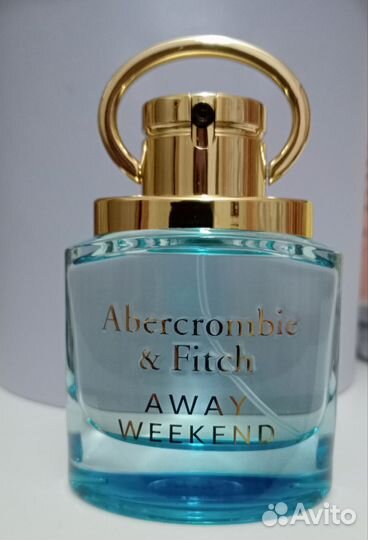 Abercrombie
& Fitch
AWAY
WEEKEND
Avito